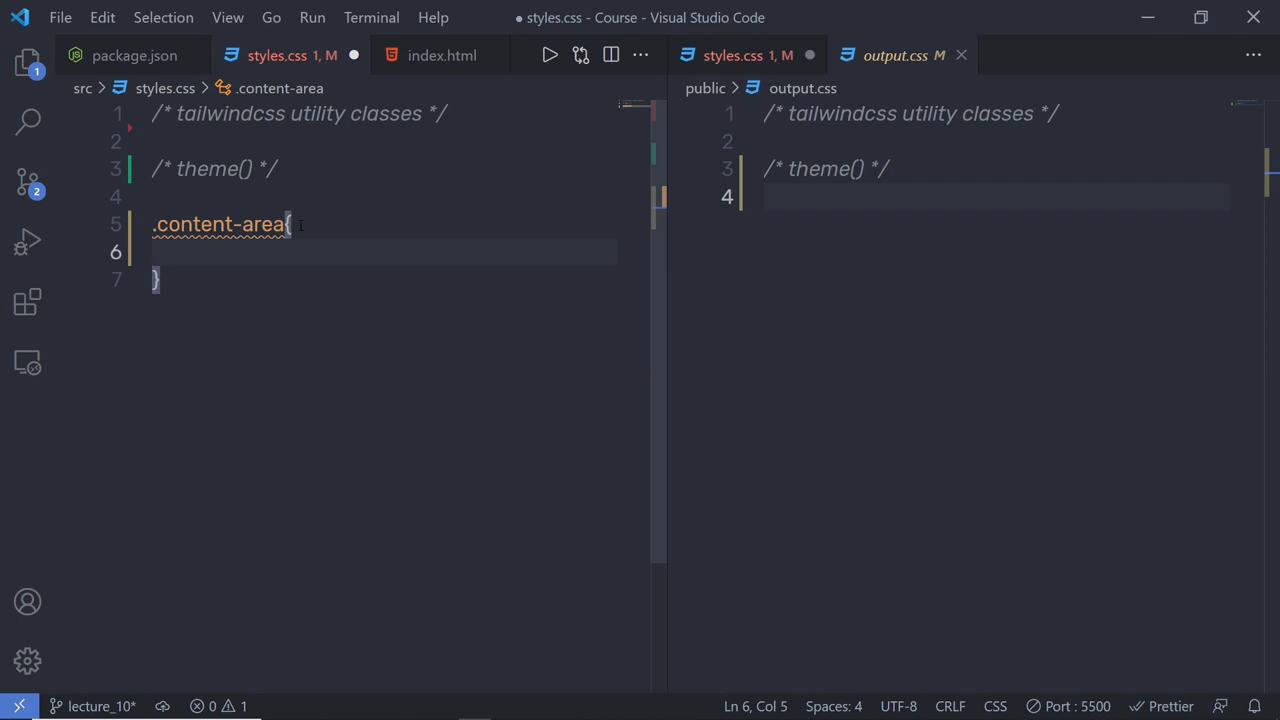 File Edit Selection View Go Run Terminal Help
● styles.css - Course - Visual Studio Code
package.json
styles.css 1, M
index.html
styles.css 1, M
output.css M
src > styles.css > .content-area
1 /* tailwindcss utility classes */
2
3 /* theme() */
4
5 .content-area{
6
7 }
public > output.css
1 /* tailwindcss utility classes */
2
3 /* theme() */
4
1
2
lecture_10* 0 1 Ln 6, Col 5 Spaces: 4 UTF-8 CRLF CSS Port : 5500 Prettier